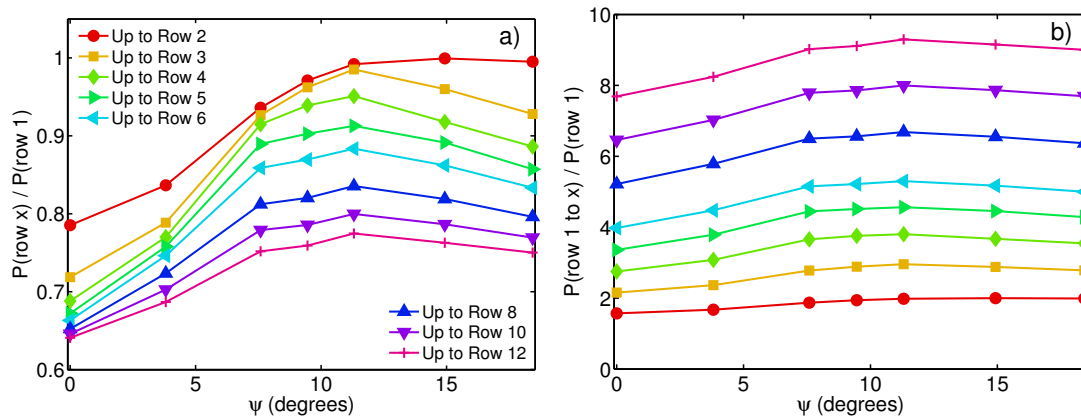 a)
Up to Row 2
Up to Row 3
Up to Row 4
Up to Row 5
Up to Row 6
Up to Row 8
Up to Row 10
Up to Row 12
P(row x) / P(row 1)
1
0.9
0.8
0.7
0.6
0 5 10 15
ψ (degrees)
b)
P(row 1 to x) / P(row 1)
10
8
6
4
2
0
0 5 10 15
ψ (degrees)